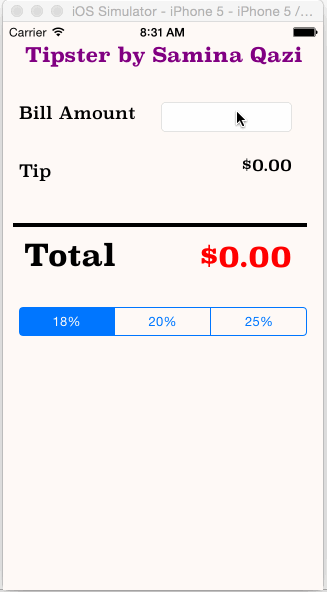 iOS Simulator - iPhone 5 - iPhone 5 /...
Carrier 8:31 AM
Tipster by Samina Qazi
Bill Amount
Tip $0.00
Total $0.00
18% 20% 25%